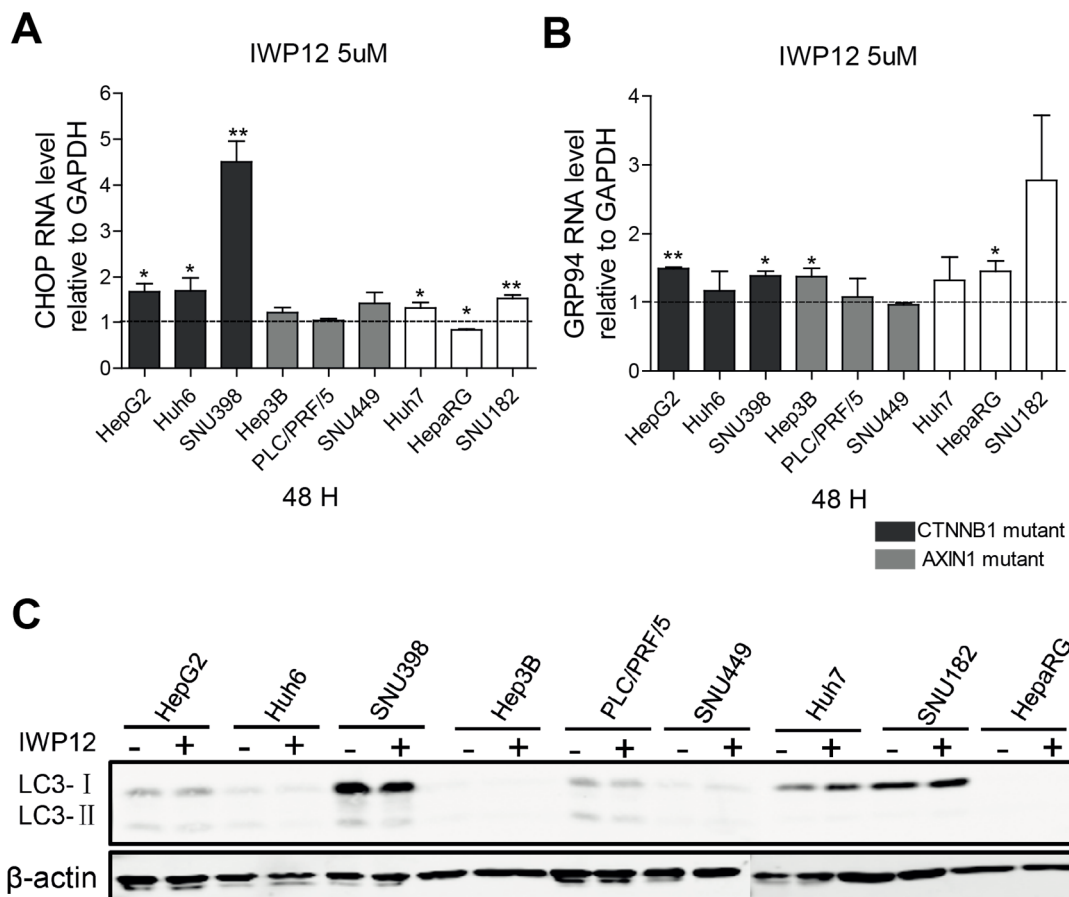 A
IWP12 5uM
CHOP RNA level
relative to GAPDH
6
5
4
3
2
1
0
** 
* * * * **
HepG2 Huh6 SNU398 Hep3B PLC/PRF/5 SNU449 Huh7 HepaRG SNU182
48 H
B
IWP12 5uM
GRP94 RNA level
relative to GAPDH
4
3
2
1
0
** * * *
HepG2 Huh6 SNU398 Hep3B PLC/PRF/5 SNU449 Huh7 HepaRG SNU182
48 H
CTNNB1 mutant
AXIN1 mutant
C
HepG2 Huh6 SNU398 Hep3B PLC/PRF/5 SNU449 Huh7 SNU182 HepaRG
IWP12 - + - + - + - + - + - + - + - + - +
LC3-Ⅰ
LC3-Ⅱ
β-actin